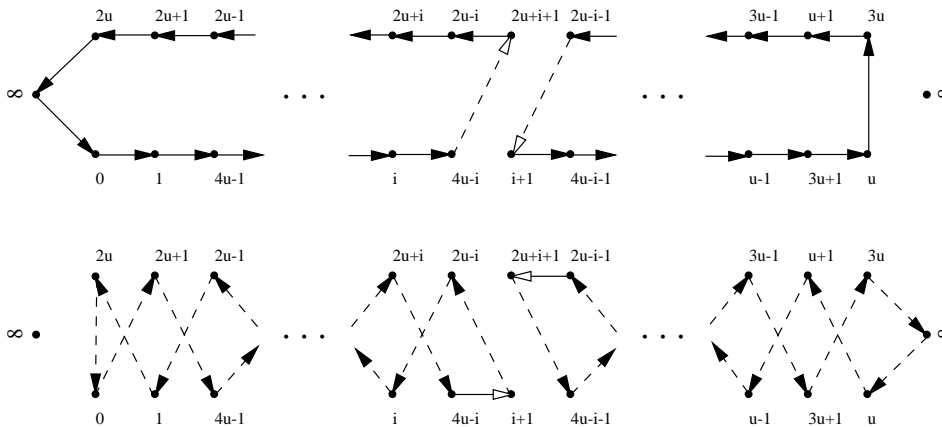 2u 2u+1 2u-1 2u+i 2u-i 2u+i+1 2u-i-1 3u-1 u+1 3u
∞ . . . . . . ∞
0 1 4u-1 i 4u-i i+1 4u-i-1 u-1 3u+1 u
2u 2u+1 2u-1 2u+i 2u-i 2u+i+1 2u-i-1 3u-1 u+1 3u
∞ . . . . . . ∞
0 1 4u-1 i 4u-i i+1 4u-i-1 u-1 3u+1 u